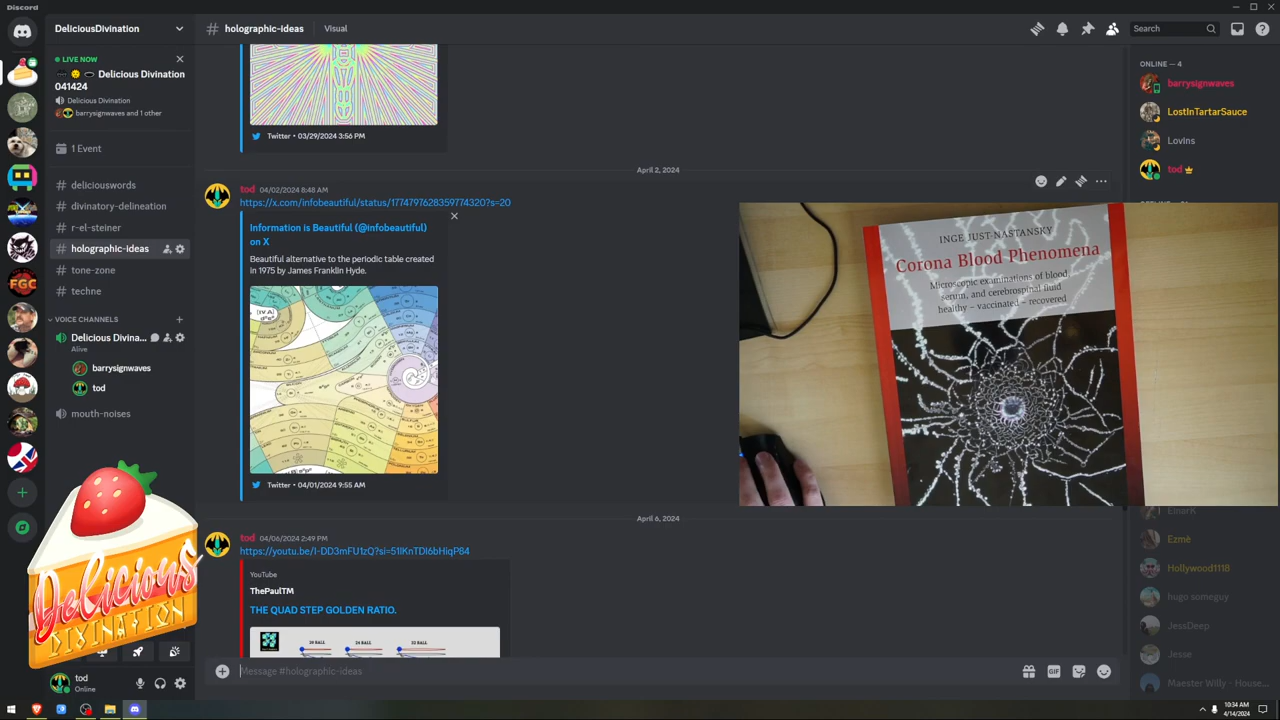 Discord
DeliciousDivination
LIVE NOW
Delicious Divination
041424
Delicious Divination
barrysignwaves and 1 other
1 Event
# deliciouswords
# divinatory-delineation
# r-el-steiner
# holographic-ideas
# tone-zone
# techne
VOICE CHANNELS
Delicious Divina...
Alive
barrysignwaves
tod
mouth-noises
DELICIOUS
DIVINATION
tod
Online
# holographic-ideas
Visual
Search
Twitter • 03/29/2024 3:56 PM
April 2, 2024
tod 04/02/2024 8:48 AM
https://x.com/infobeautiful/status/1774797628359774320?s=20
Information is Beautiful (@infobeautiful)
on X
Beautiful alternative to the periodic table created
in 1975 by James Franklin Hyde.
(IV A)
Twitter • 04/01/2024 9:55 AM
April 6, 2024
tod 04/06/2024 2:49 PM
https://youtu.be/I-DD3mFU1zQ?si=51lKnTDI6bHiqP84
YouTube
ThePaulTM
THE QUAD STEP GOLDEN RATIO.
Message #holographic-ideas
GIF
ONLINE — 4
barrysignwaves
LostInTartarSauce
Lovins
tod
INGE JUST-NASTANSKY
Corona Blood Phenomena
Microscopic examinations of blood
serum, and cerebrospinal fluid
healthy – vaccinated – recovered
Ezmè
Hollywood1118
hugo someguy
JessDeep
Jesse
Maester Willy - House...
FGC
10:34 AM
4/14/2024